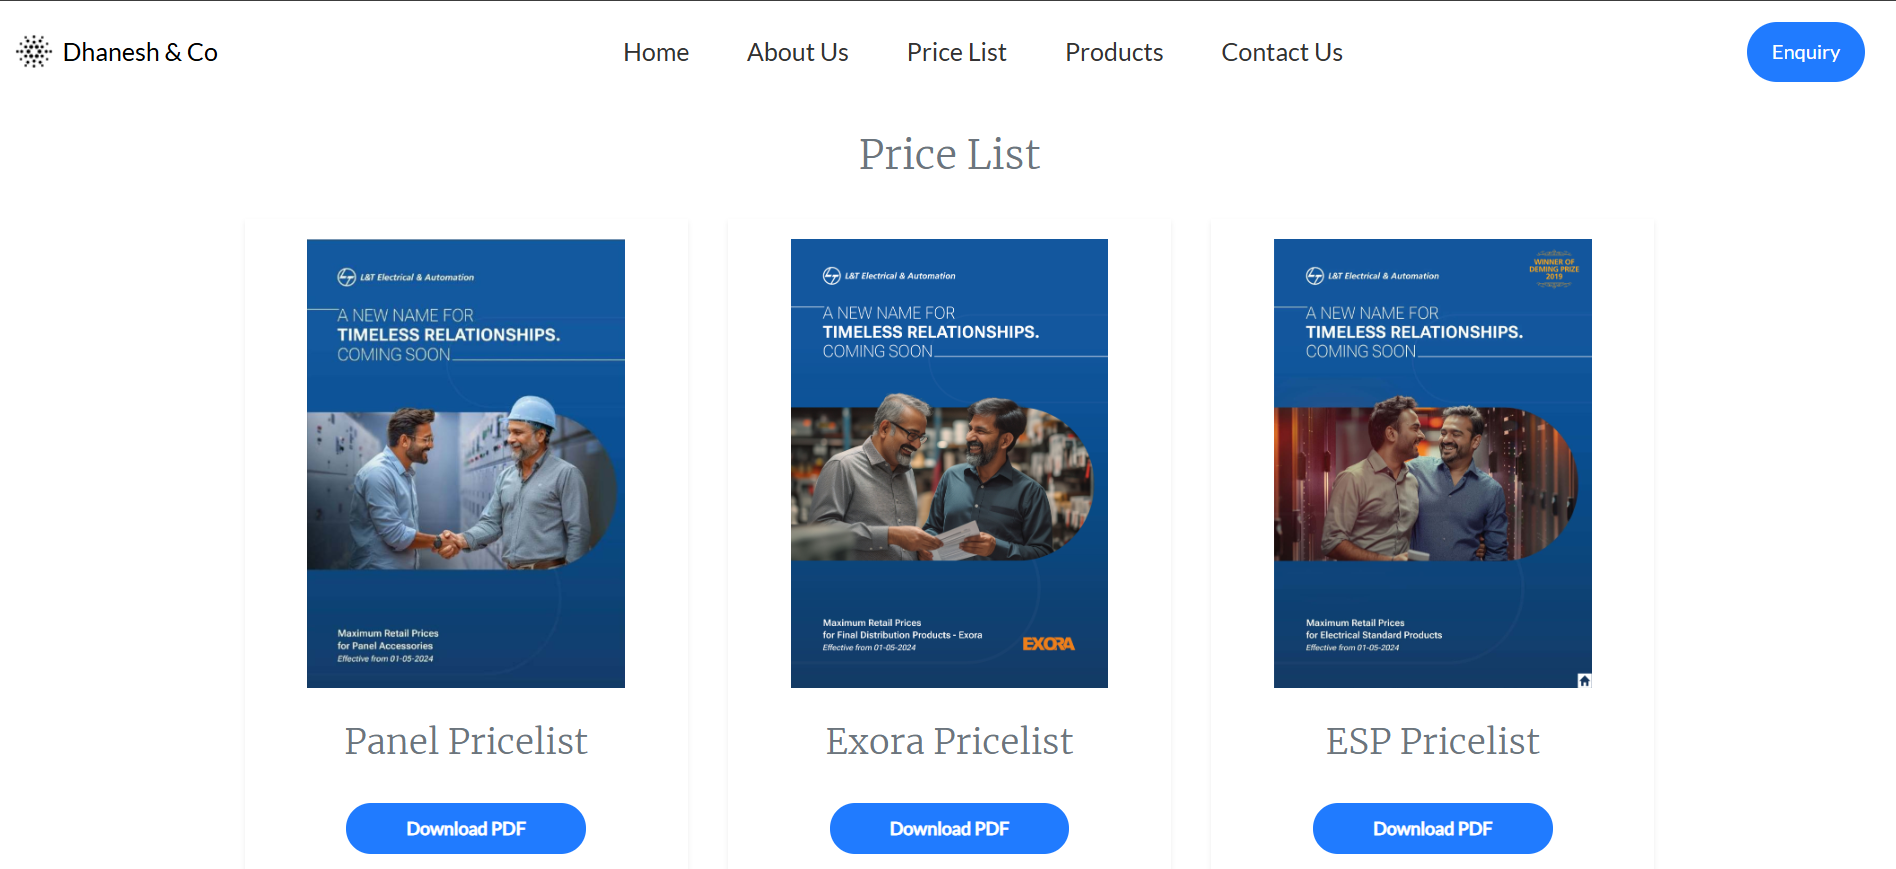 Dhanesh & Co
Home
About Us
Price List
Products
Contact Us
Enquiry
Price List
L&T Electrical & Automation
A NEW NAME FOR
TIMELESS RELATIONSHIPS.
COMING SOON
Maximum Retail Prices
for Panel Accessories
Effective from 01-05-2024
Panel Pricelist
Download PDF
L&T Electrical & Automation
A NEW NAME FOR
TIMELESS RELATIONSHIPS.
COMING SOON
Maximum Retail Prices
for Final Distribution Products - Exora
Effective from 01-05-2024
EXORA
Exora Pricelist
Download PDF
WINNER OF
DEMING PRIZE
2019
L&T Electrical & Automation
A NEW NAME FOR
TIMELESS RELATIONSHIPS.
COMING SOON
Maximum Retail Prices
for Electrical Standard Products
Effective from 01-05-2024
ESP Pricelist
Download PDF